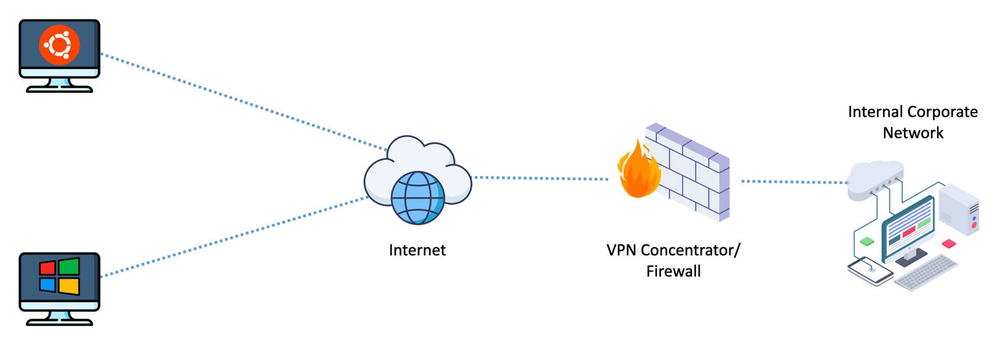 Internet
VPN Concentrator/
Firewall
Internal Corporate
Network